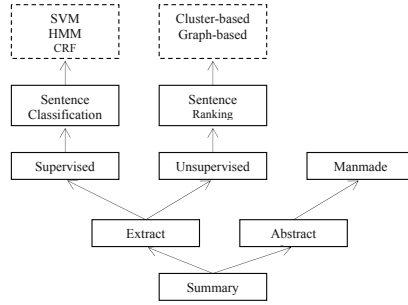 SVM
HMM
CRF
Cluster-based
Graph-based
Sentence
Classification
Sentence
Ranking
Supervised
Unsupervised
Manmade
Extract
Abstract
Summary